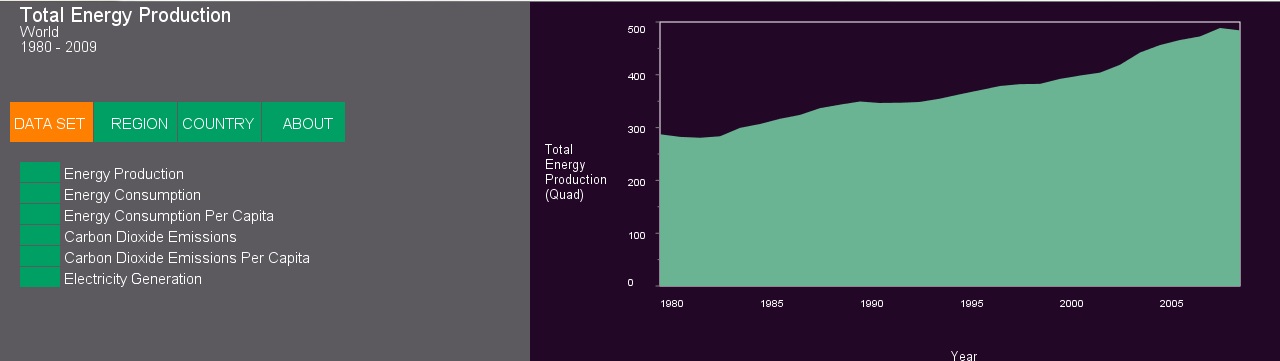 Total Energy Production
World
1980 - 2009
DATA SET
REGION
COUNTRY
ABOUT
Energy Production
Energy Consumption
Energy Consumption Per Capita
Carbon Dioxide Emissions
Carbon Dioxide Emissions Per Capita
Electricity Generation
Total
Energy
Production
(Quad)
500
400
300
200
100
0
1980 1985 1990 1995 2000 2005
Year